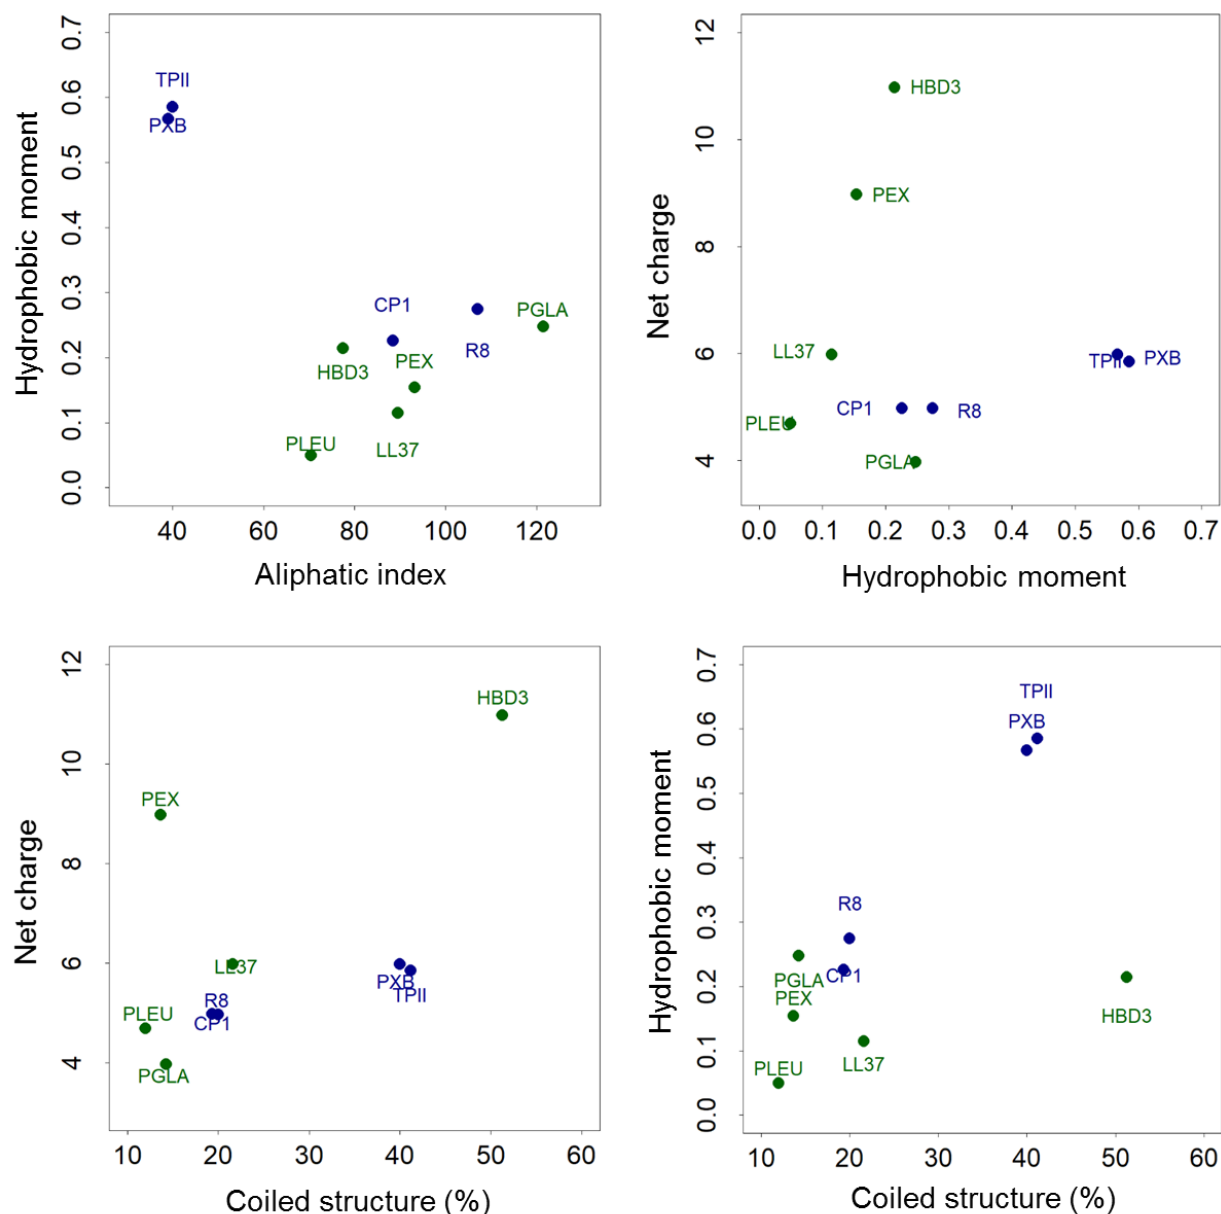 0.7
0.6
0.5
0.4
0.3
0.2
0.1
0.0
Hydrophobic moment
TPII
PXB
CP1
PGLA
R8
HBD3
PEX
PLEU
LL37
40
60
80
100
120
Aliphatic index
12
10
8
6
4
Net charge
HBD3
PEX
LL37
TPII
PXB
CP1
R8
PLEU
PGLA
0.0
0.1
0.2
0.3
0.4
0.5
0.6
0.7
Hydrophobic moment
12
10
8
6
4
Net charge
HBD3
PEX
LL37
PXB
TPII
R8
PLEU
CP1
PGLA
10
20
30
40
50
60
Coiled structure (%)
0.7
0.6
0.5
0.4
0.3
0.2
0.1
0.0
Hydrophobic moment
TPII
PXB
R8
CP1
PGLA
PEX
HBD3
LL37
PLEU
10
20
30
40
50
60
Coiled structure (%)